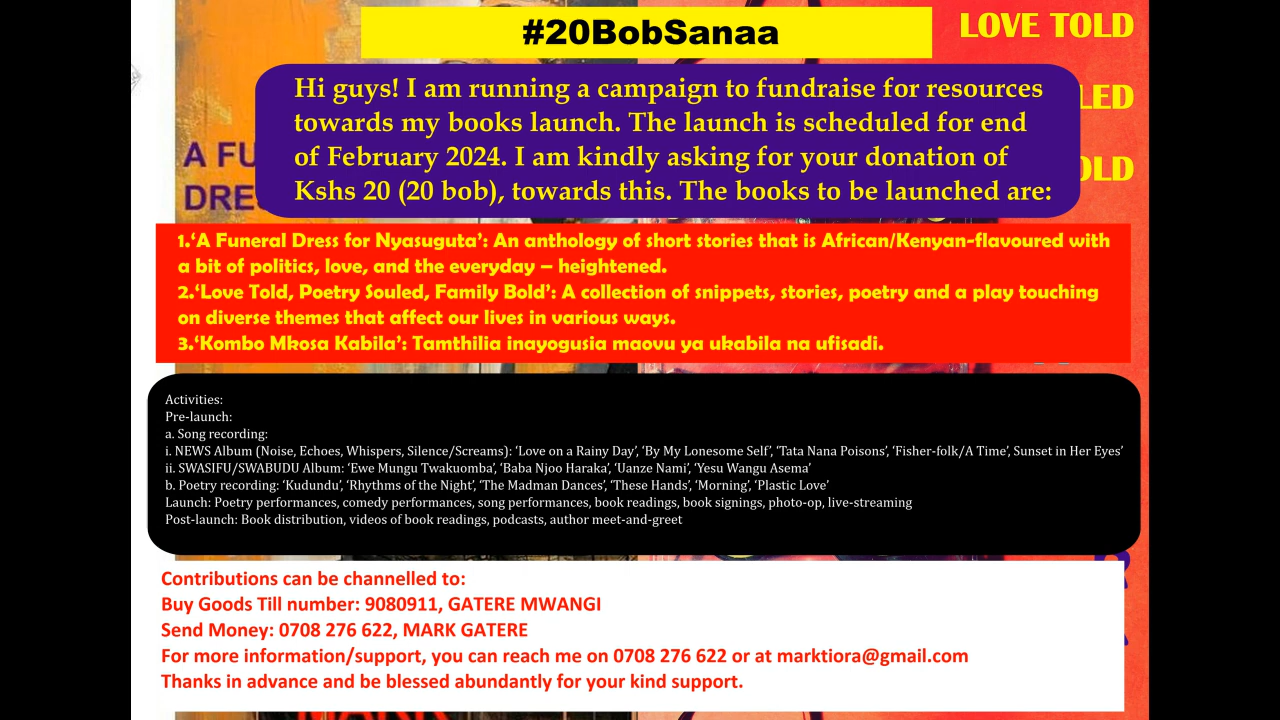 #20BobSanaa
LOVE TOLD
LED
OLD
A FU
DRE
Hi guys! I am running a campaign to fundraise for resources
towards my books launch. The launch is scheduled for end
of February 2024. I am kindly asking for your donation of
Kshs 20 (20 bob), towards this. The books to be launched are:
1.‘A Funeral Dress for Nyasuguta’: An anthology of short stories that is African/Kenyan-flavoured with
a bit of politics, love, and the everyday – heightened.
2.‘Love Told, Poetry Souled, Family Bold’: A collection of snippets, stories, poetry and a play touching
on diverse themes that affect our lives in various ways.
3.‘Kombo Mkosa Kabila’: Tamthilia inayogusia maovu ya ukabila na ufisadi.
Activities:
Pre-launch:
a. Song recording:
i. NEWS Album (Noise, Echoes, Whispers, Silence/Screams): ‘Love on a Rainy Day’, ‘By My Lonesome Self’, ‘Tata Nana Poisons’, ‘Fisher-folk/A Time’, Sunset in Her Eyes’
ii. SWASIFU/SWABUDU Album: ‘Ewe Mungu Twakuomba’, ‘Baba Njoo Haraka’, ‘Uanze Nami’, ‘Yesu Wangu Asema’
b. Poetry recording: ‘Kudundu’, ‘Rhythms of the Night’, ‘The Madman Dances’, ‘These Hands’, ‘Morning’, ‘Plastic Love’
Launch: Poetry performances, comedy performances, song performances, book readings, book signings, photo-op, live-streaming
Post-launch: Book distribution, videos of book readings, podcasts, author meet-and-greet
Contributions can be channelled to:
Buy Goods Till number: 9080911, GATERE MWANGI
Send Money: 0708 276 622, MARK GATERE
For more information/support, you can reach me on 0708 276 622 or at marktiora@gmail.com
Thanks in advance and be blessed abundantly for your kind support.